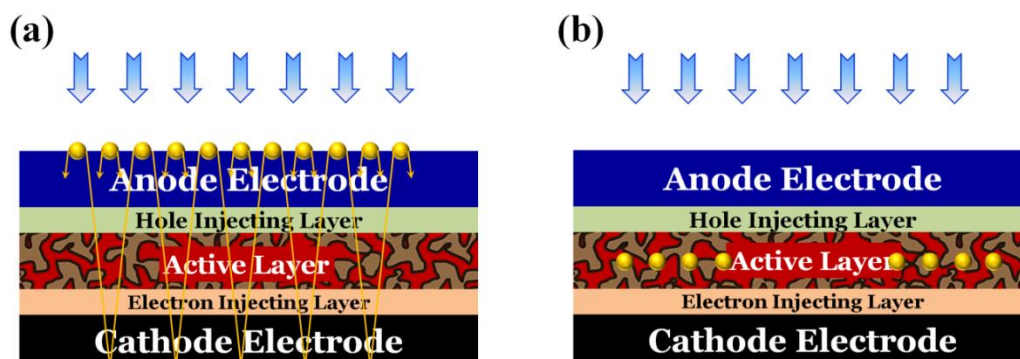 (a)
Anode Electrode
Hole Injecting Layer
Active Layer
Electron Injecting Layer
Cathode Electrode
(b)
Anode Electrode
Hole Injecting Layer
Active Layer
Electron Injecting Layer
Cathode Electrode